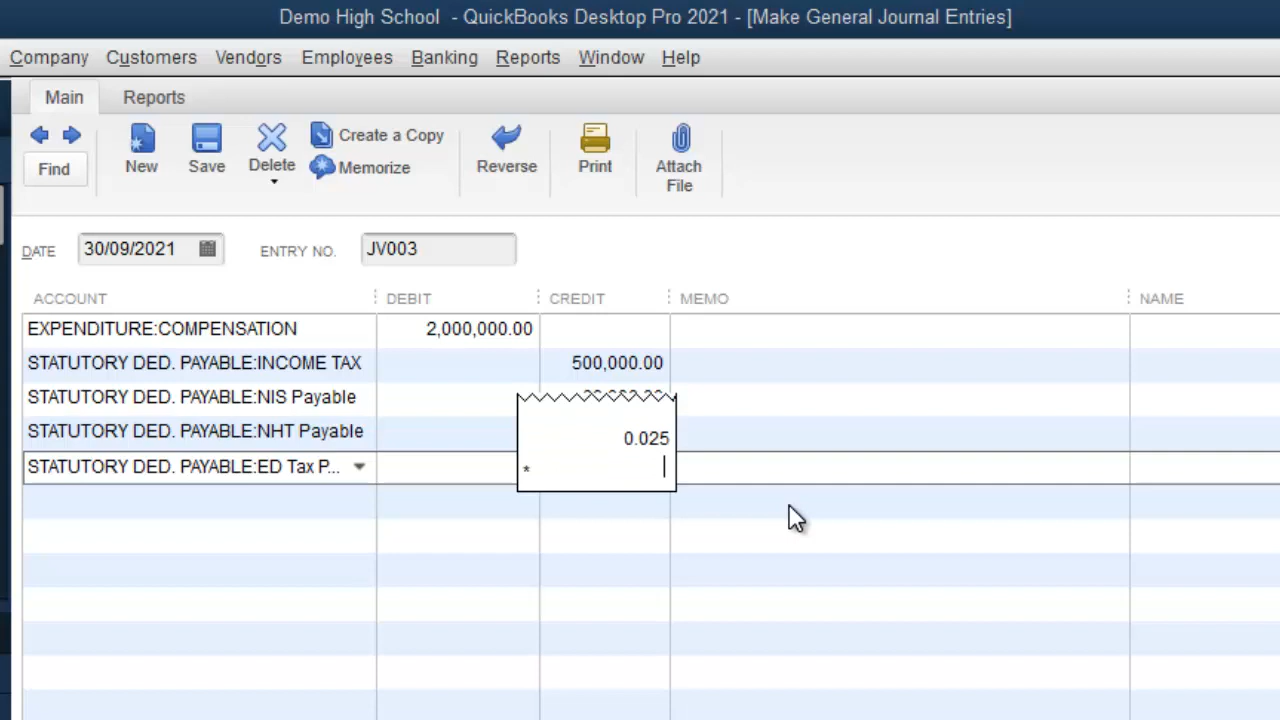 Demo High School - QuickBooks Desktop Pro 2021 - [Make General Journal Entries]
Company Customers Vendors Employees Banking Reports Window Help
Main Reports
Find New Save Delete Create a Copy Memorize Reverse Print Attach File
DATE 30/09/2021 ENTRY NO. JV003
ACCOUNT DEBIT CREDIT MEMO NAME
EXPENDITURE:COMPENSATION 2,000,000.00
STATUTORY DED. PAYABLE:INCOME TAX 500,000.00
STATUTORY DED. PAYABLE:NIS Payable
STATUTORY DED. PAYABLE:NHT Payable 0.025
STATUTORY DED. PAYABLE:ED Tax P... *